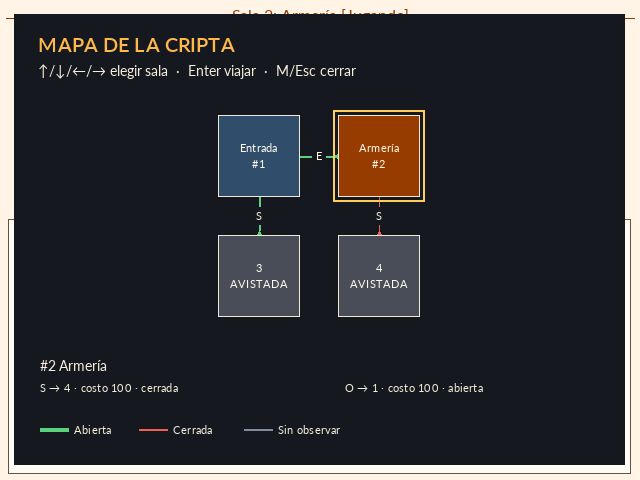 MAPA DE LA CRIPTA
↑/↓/←/→ elegir sala · Enter viajar · M/Esc cerrar
Entrada
#1
E
Armería
#2
S
S
3
AVISTADA
4
AVISTADA
#2 Armería
S → 4 · costo 100 · cerrada
O → 1 · costo 100 · abierta
Abierta
Cerrada
Sin observar